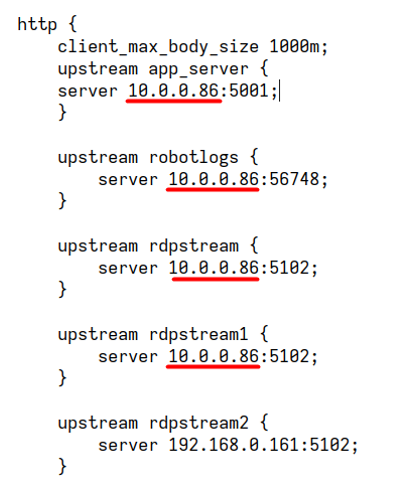 http {
client_max_body_size 1000m;
upstream app_server {
server 10.0.0.86:5001;
}
upstream robotlogs {
server 10.0.0.86:56748;
}
upstream rdpstream {
server 10.0.0.86:5102;
}
upstream rdpstream1 {
server 10.0.0.86:5102;
}
upstream rdpstream2 {
server 192.168.0.161:5102;
}